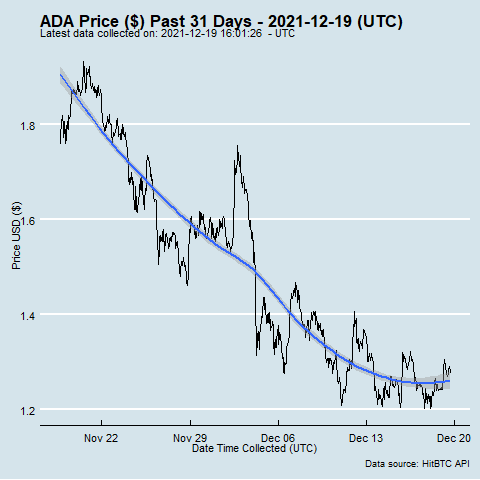 ADA Price ($) Past 31 Days - 2021-12-19 (UTC)
Latest data collected on: 2021-12-19 16:01:26 - UTC
Price USD ($)
1.8
1.6
1.4
1.2
Nov 22 Nov 29 Dec 06 Dec 13 Dec 20
Date Time Collected (UTC)
Data source: HitBTC API